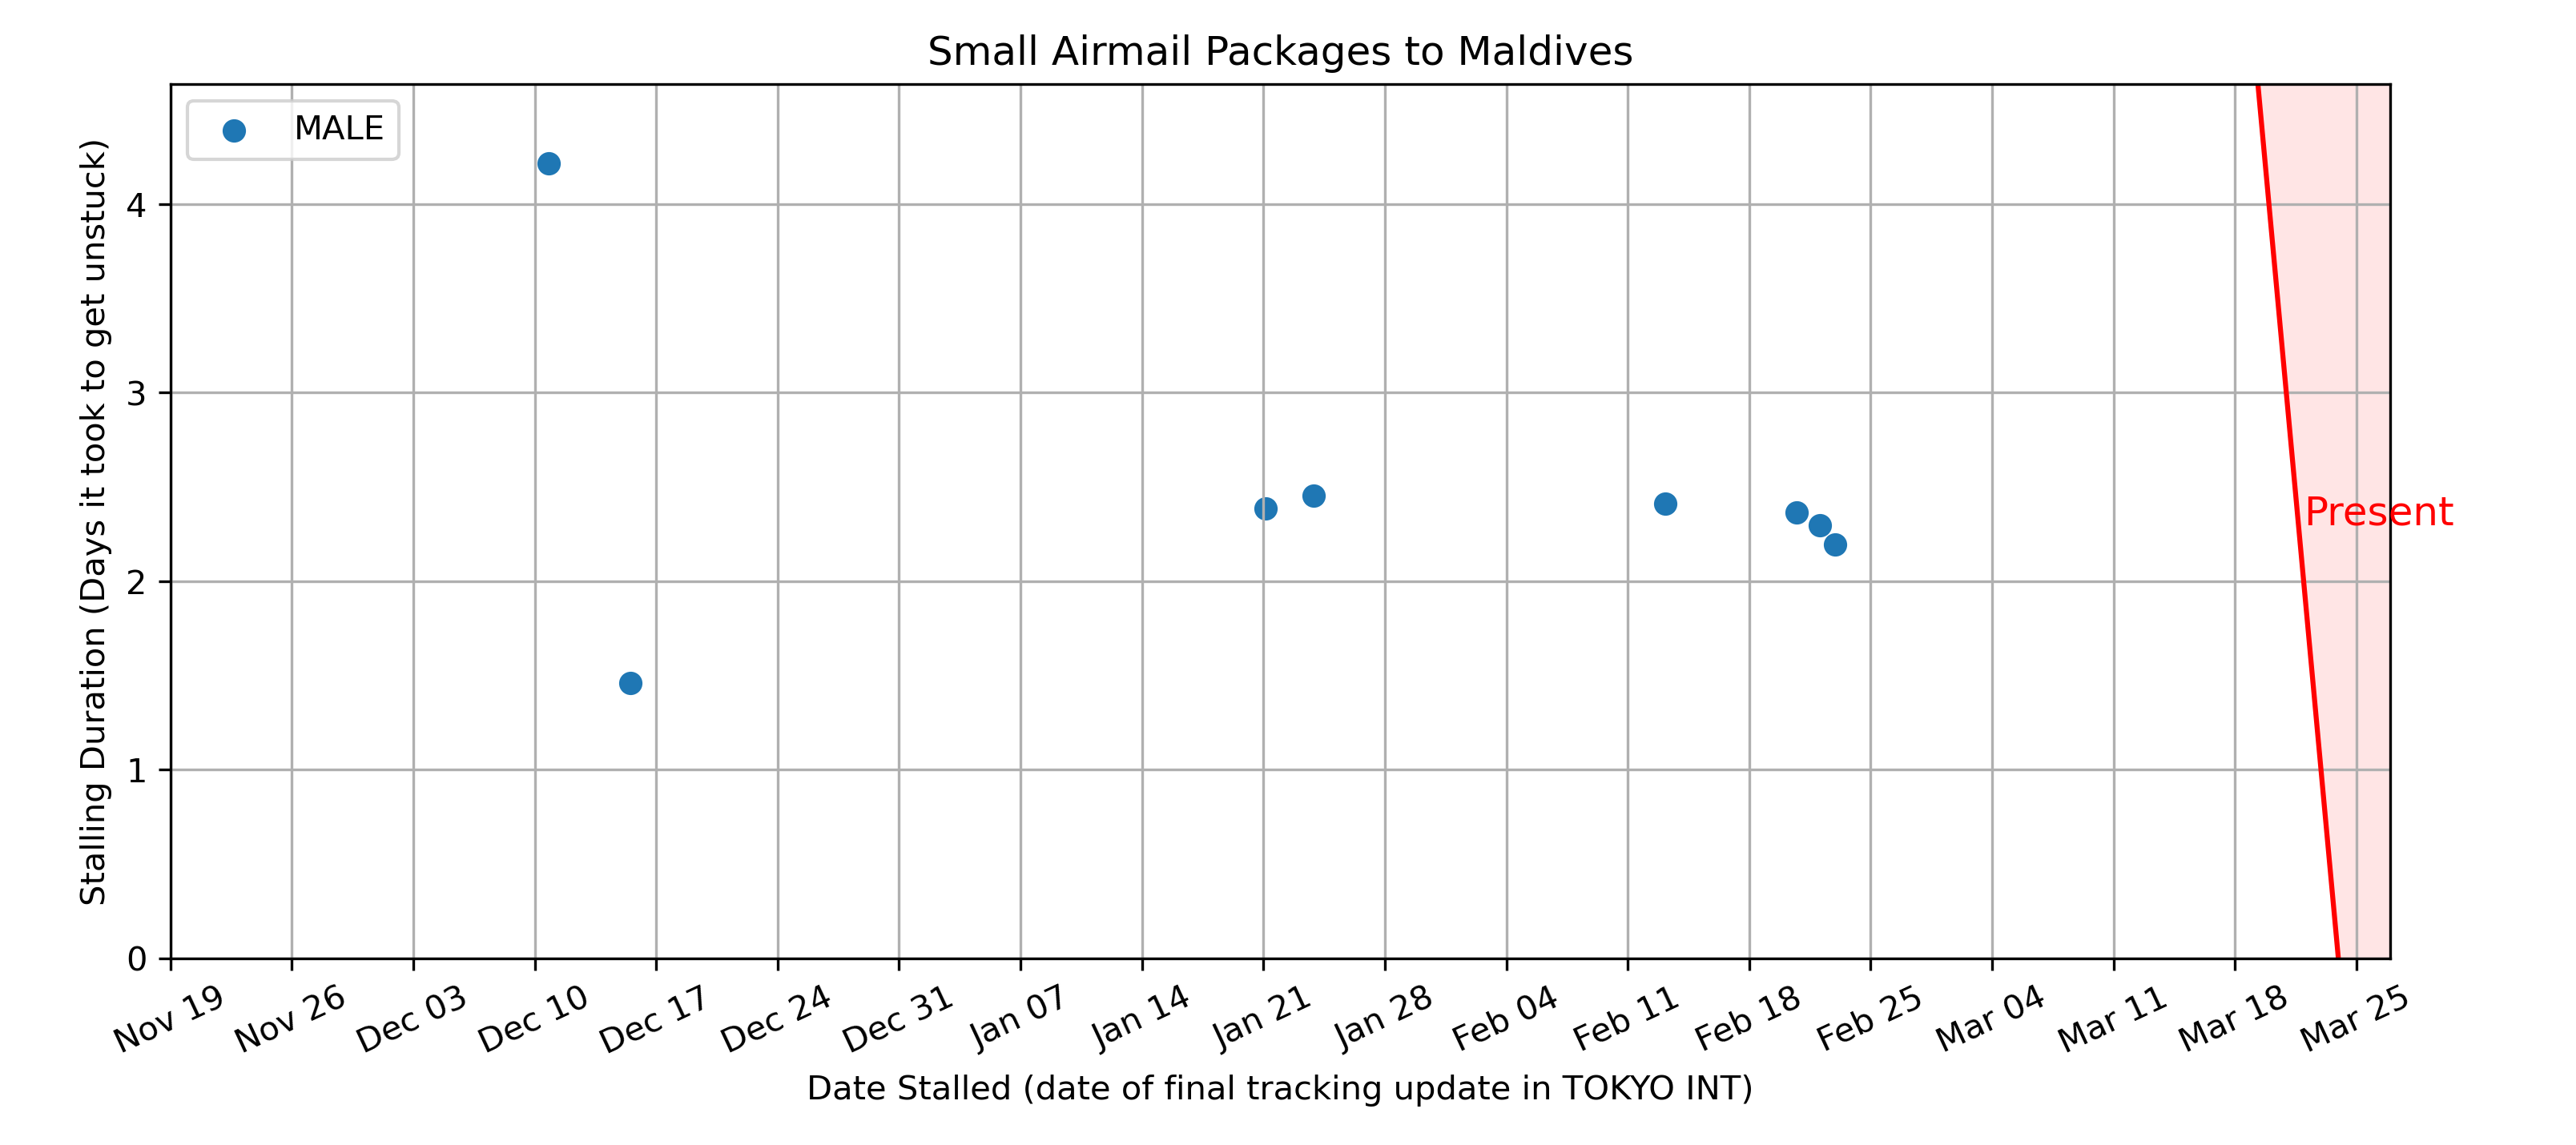 Small Airmail Packages to Maldives
MALE
Stalling Duration (Days it took to get unstuck)
4
3
2
1
0
Present
Nov 19
Nov 26
Dec 03
Dec 10
Dec 17
Dec 24
Dec 31
Jan 07
Jan 14
Jan 21
Jan 28
Feb 04
Feb 11
Feb 18
Feb 25
Mar 04
Mar 11
Mar 18
Mar 25
Date Stalled (date of final tracking update in TOKYO INT)